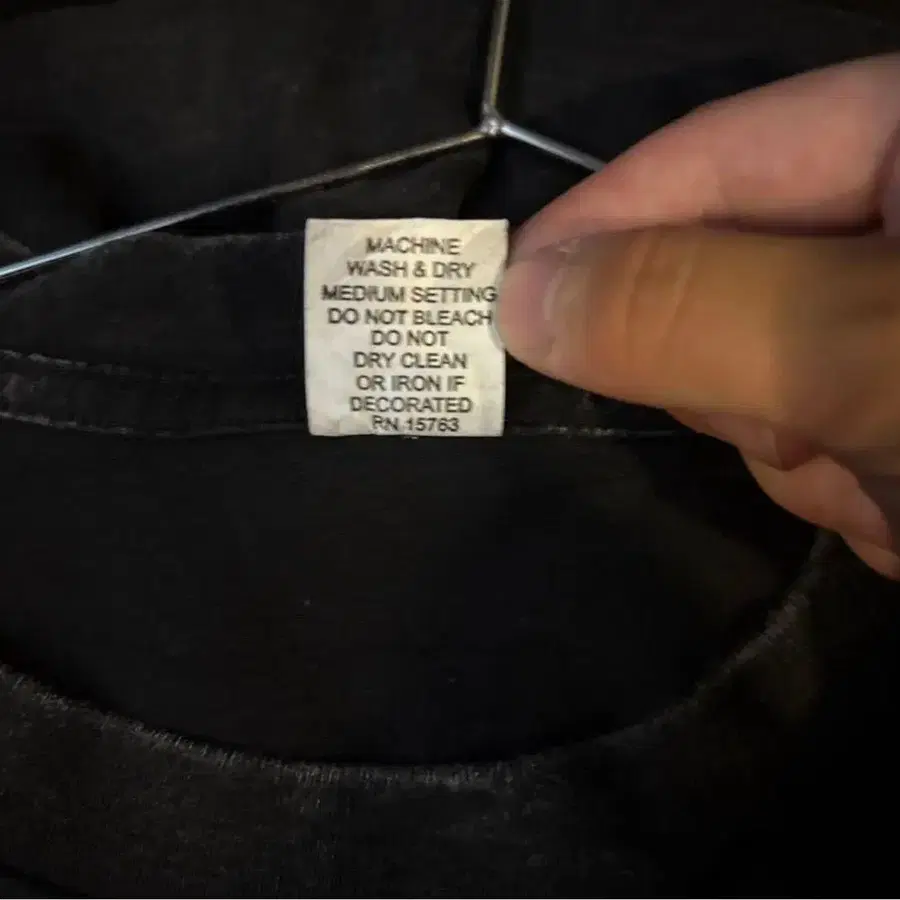 MACHINE
WASH & DRY
MEDIUM SETTING
DO NOT BLEACH
DO NOT
DRY CLEAN
OR IRON IF
DECORATED
RN 15763